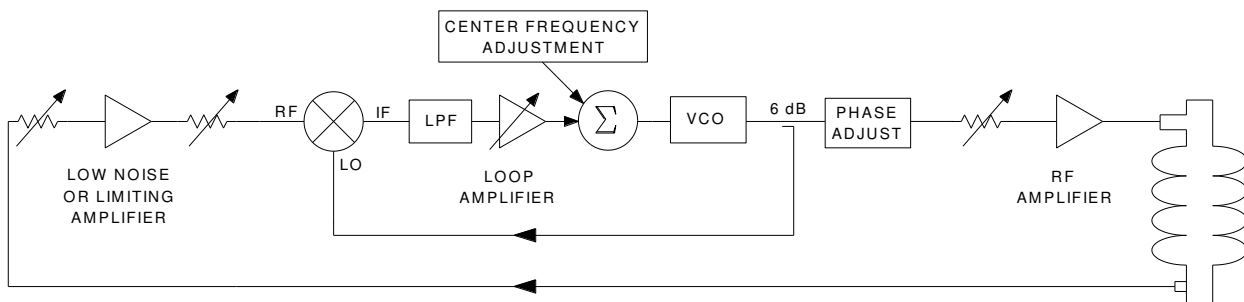 CENTER FREQUENCY
ADJUSTMENT
RF
IF
LPF
Σ
VCO
6 dB
PHASE
ADJUST
LO
LOW NOISE
OR LIMITING
AMPLIFIER
LOOP
AMPLIFIER
RF
AMPLIFIER